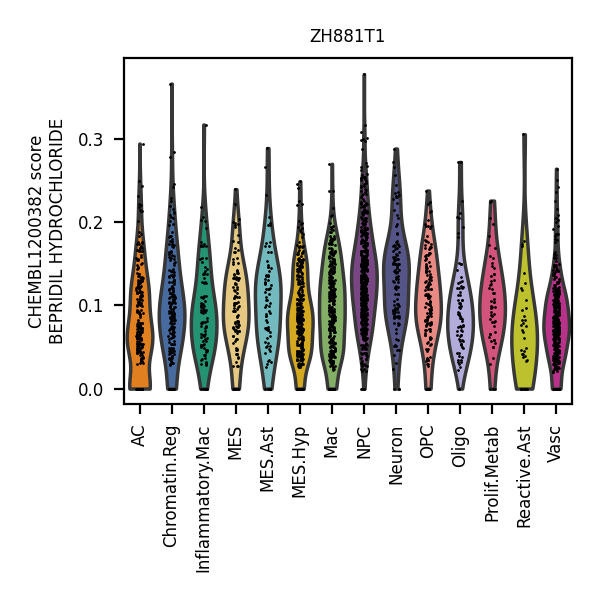 ZH881T1
CHEMBL1200382 score
BEPRIDIL HYDROCHLORIDE
0.3
0.2
0.1
0.0
AC
Chromatin.Reg
Inflammatory.Mac
MES
MES.Ast
MES.Hyp
Mac
NPC
Neuron
OPC
Oligo
Prolif.Metab
Reactive.Ast
Vasc